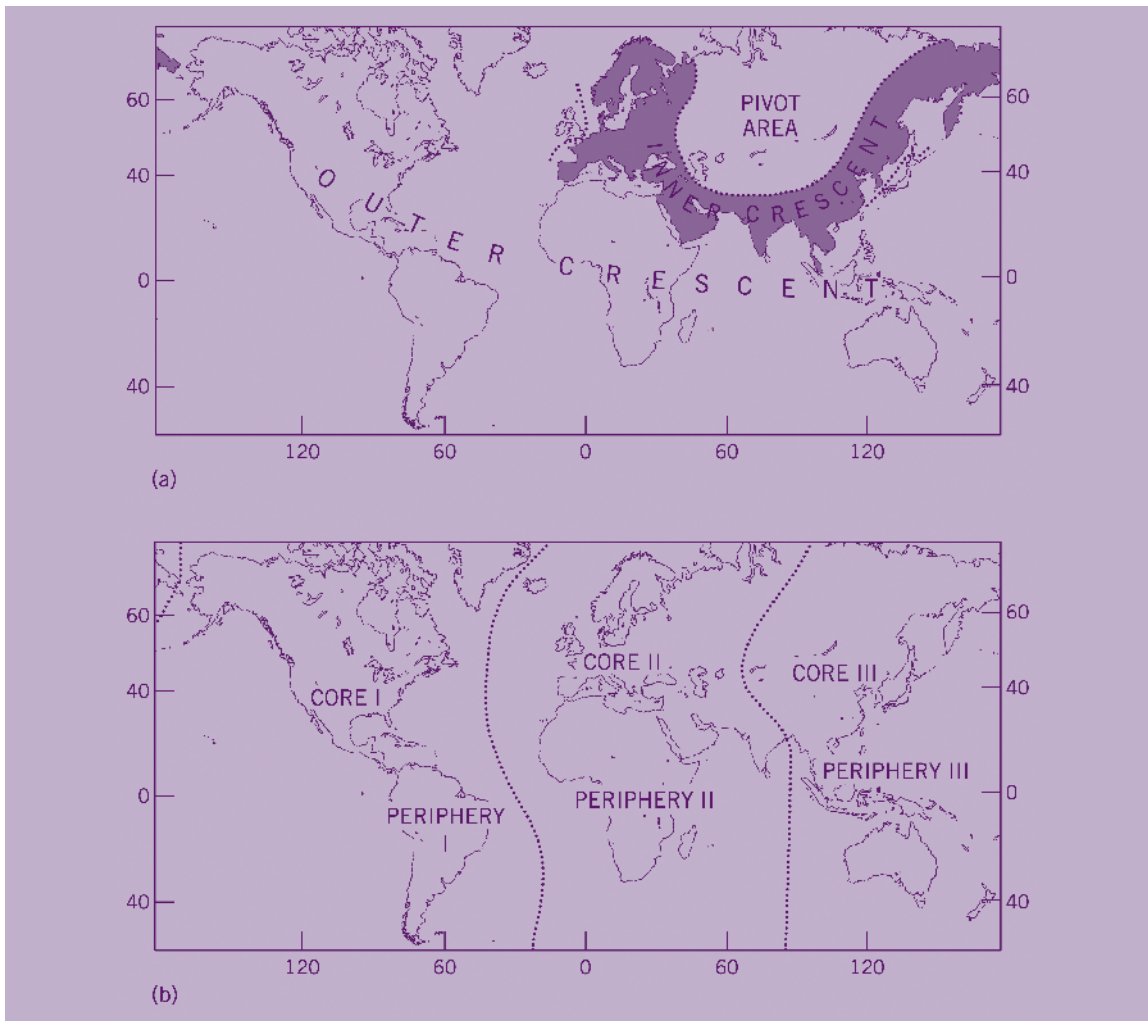 60
40
0
40
60
40
0
40
PIVOT
AREA
INNER CRESCENT
OUTER CRESCENT
120
60
0
60
120
(a)
60
40
0
40
60
40
0
40
CORE I
CORE II
CORE III
PERIPHERY
I
PERIPHERY II
PERIPHERY III
120
60
0
60
120
(b)